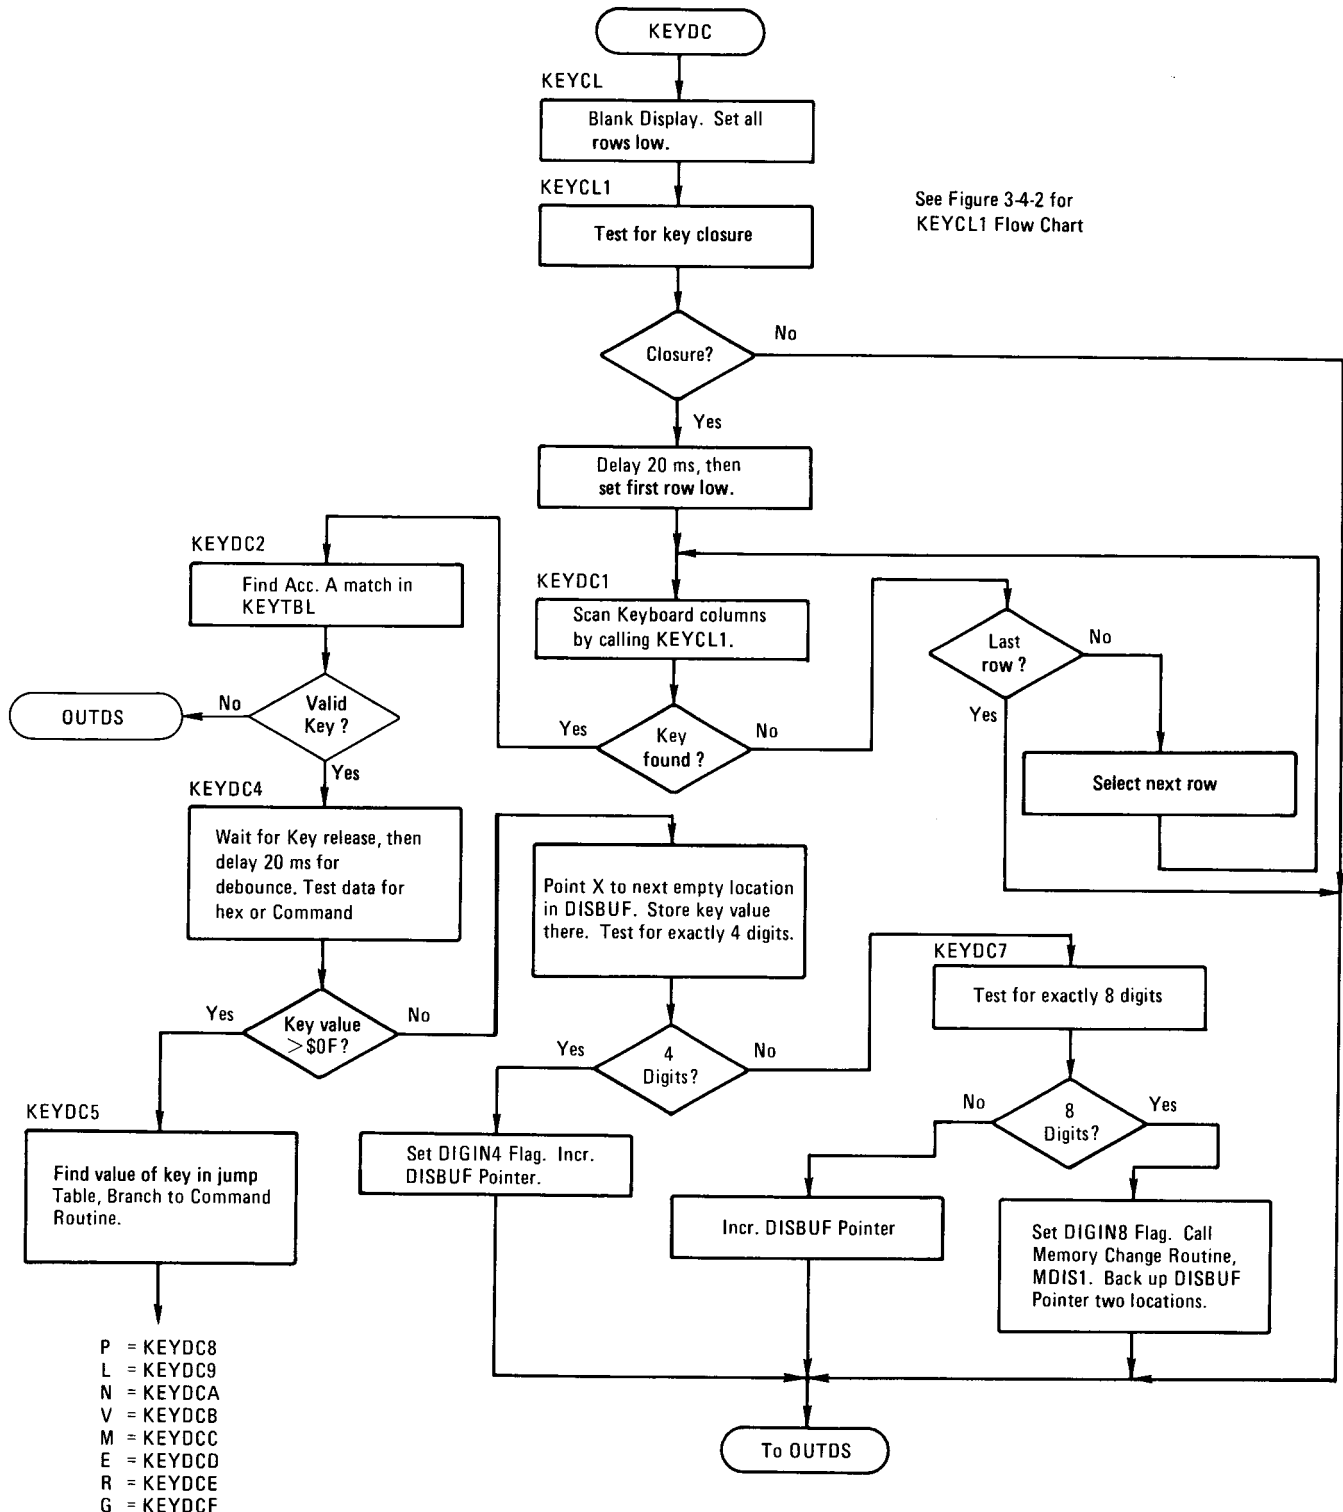 KEYDC
KEYCL
Blank Display. Set all
rows low.
KEYCL1
Test for key closure
See Figure 3-4-2 for
KEYCL1 Flow Chart
Closure?
No
Yes
Delay 20 ms, then
set first row low.
KEYDC2
Find Acc. A match in
KEYTBL
KEYDC1
Scan Keyboard columns
by calling KEYCL1.
Last
row ?
No
Yes
OUTDS
No
Valid
Key ?
Yes
Yes
Key
found ?
No
Select next row
KEYDC4
Wait for Key release, then
delay 20 ms for
debounce. Test data for
hex or Command
Point X to next empty location
in DISBUF. Store key value
there. Test for exactly 4 digits.
KEYDC7
Test for exactly 8 digits
Yes
Key value
>$0F?
No
Yes
4
Digits?
No
No
8
Digits?
Yes
KEYDC5
Find value of key in jump
Table, Branch to Command
Routine.
Set DIGIN4 Flag. Incr.
DISBUF Pointer.
Incr. DISBUF Pointer
Set DIGIN8 Flag. Call
Memory Change Routine,
MDIS1. Back up DISBUF
Pointer two locations.
P = KEYDC8
L = KEYDC9
N = KEYDCA
V = KEYDCB
M = KEYDCC
E = KEYDCD
R = KEYDCE
G = KEYDCF
To OUTDS